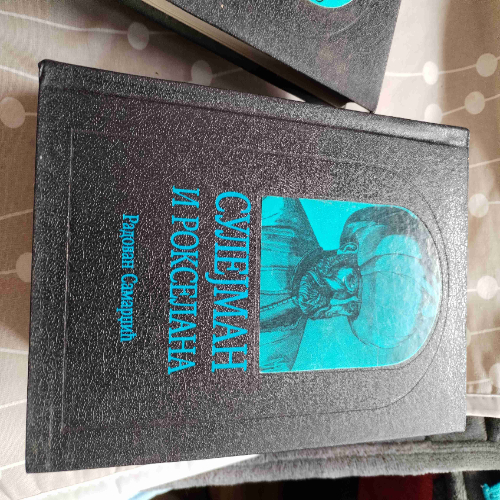 СУЛЕЈМАН
И РОКСЕЛАНА
Радован Самарџић